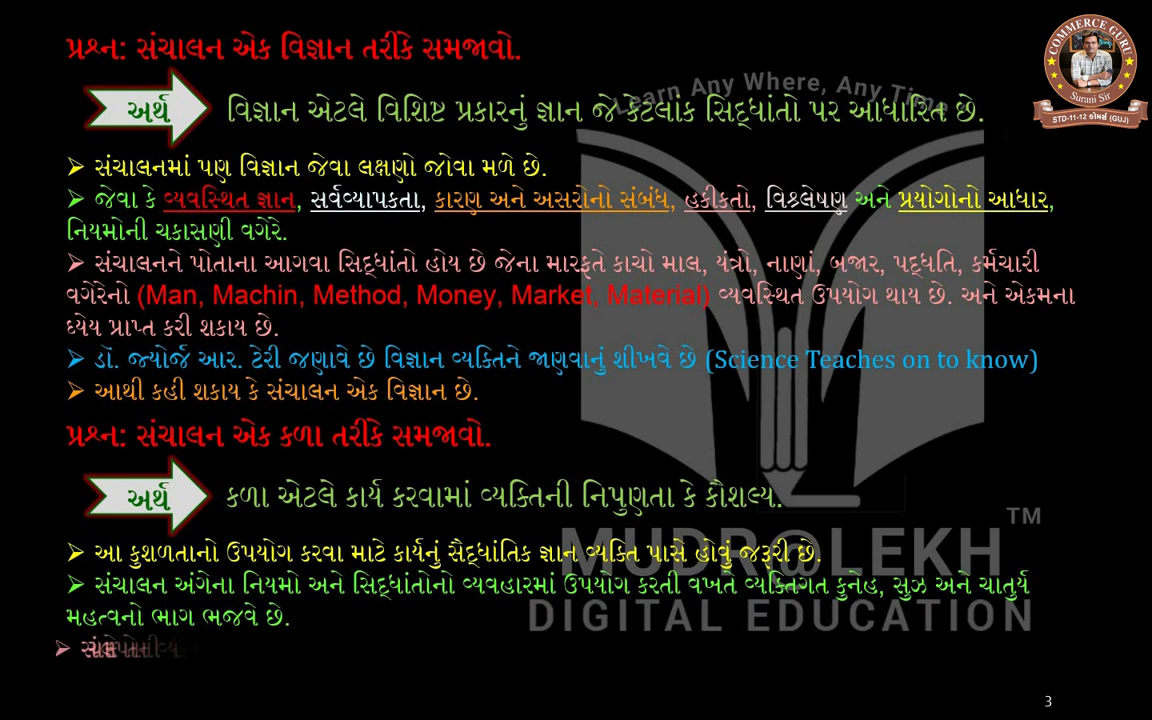 પ્રશ્ન: સંચાલન એક વિજ્ઞાન તરીકે સમજાવો.
COMMERCE GURU
Surani Sir
STD-11-12 કોમર્સ (GUJ)
Learn Any Where, Any Time
અર્થ
વિજ્ઞાન એટલે વિશિષ્ટ પ્રકારનું જ્ઞાન જે કેટલાંક સિદ્ધાંતો પર આધારિત છે.
➢ સંચાલનમાં પણ વિજ્ઞાન જેવા લક્ષણો જોવા મળે છે.
➢ જેવા કે વ્યવસ્થિત જ્ઞાન, સર્વવ્યાપકતા, કારણ અને અસરોનો સંબંધ, હકીકતો, વિશ્લેષણ અને પ્રયોગોનો આધાર,
નિયમોની ચકાસણી વગેરે.
➢ સંચાલનને પોતાના આગવા સિદ્ધાંતો હોય છે જેના મારફતે કાચો માલ, યંત્રો, નાણાં, બજાર, પદ્ધતિ, કર્મચારી
વગેરેનો (Man, Machin, Method, Money, Market, Material) વ્યવસ્થિત ઉપયોગ થાય છે. અને એકમના
ધ્યેય પ્રાપ્ત કરી શકાય છે.
➢ ડૉ. જ્યોર્જ આર. ટેરી જણાવે છે વિજ્ઞાન વ્યક્તિને જાણવાનું શીખવે છે (Science Teaches on to know)
➢ આથી કહી શકાય કે સંચાલન એક વિજ્ઞાન છે.
પ્રશ્ન: સંચાલન એક કળા તરીકે સમજાવો.
અર્થ
કળા એટલે કાર્ય કરવામાં વ્યક્તિની નિપુણતા કે કૌશલ્ય.
MUDR@LEKH TM
➢ આ કુશળતાનો ઉપયોગ કરવા માટે કાર્યનું સૈદ્ધાંતિક જ્ઞાન વ્યક્તિ પાસે હોવું જરૂરી છે.
➢ સંચાલન અંગેના નિયમો અને સિદ્ધાંતોનો વ્યવહારમાં ઉપયોગ કરતી વખતે વ્યક્તિગત કુનેહ, સુઝ અને ચાતુર્ય
મહત્વનો ભાગ ભજવે છે.
DIGITAL EDUCATION
3